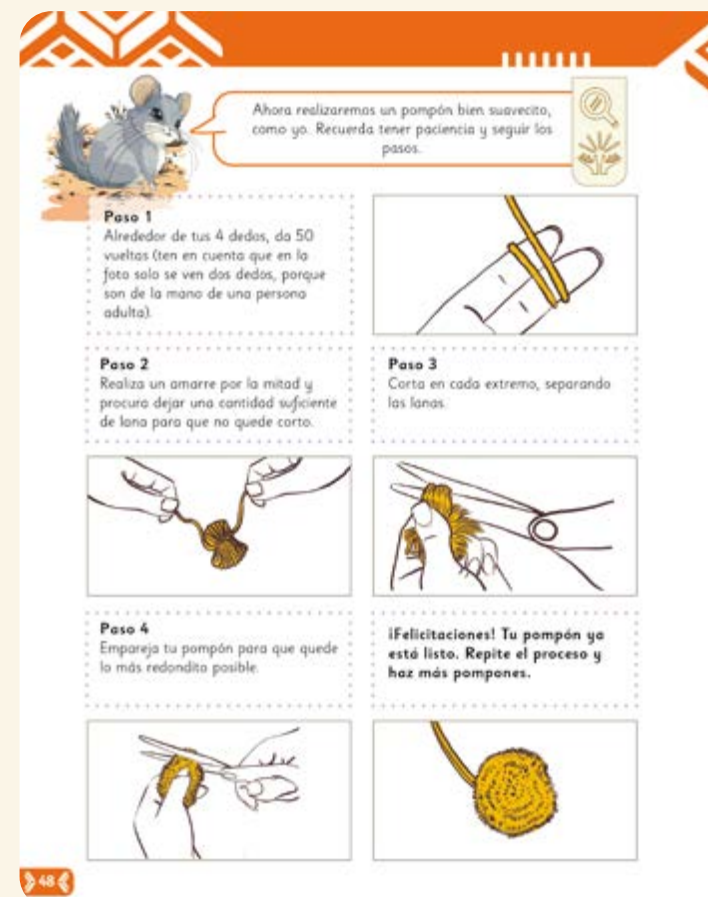 Ahora realizaremos un pompón bien suavecito,
como yo. Recuerda tener paciencia y seguir los
pasos.
Paso 1
Alrededor de tus 4 dedos, da 50
vueltas (ten en cuenta que en la
foto solo se ven dos dedos, porque
son de la mano de una persona
adulta).
Paso 2
Realiza un amarre por la mitad y
procura dejar una cantidad suficiente
de lana para que no quede corto.
Paso 3
Corta en cada extremo, separando
las lanas.
Paso 4
Empareja tu pompón para que quede
lo más redondito posible.
¡Felicitaciones! Tu pompón ya
está listo. Repite el proceso y
haz más pompones.
48